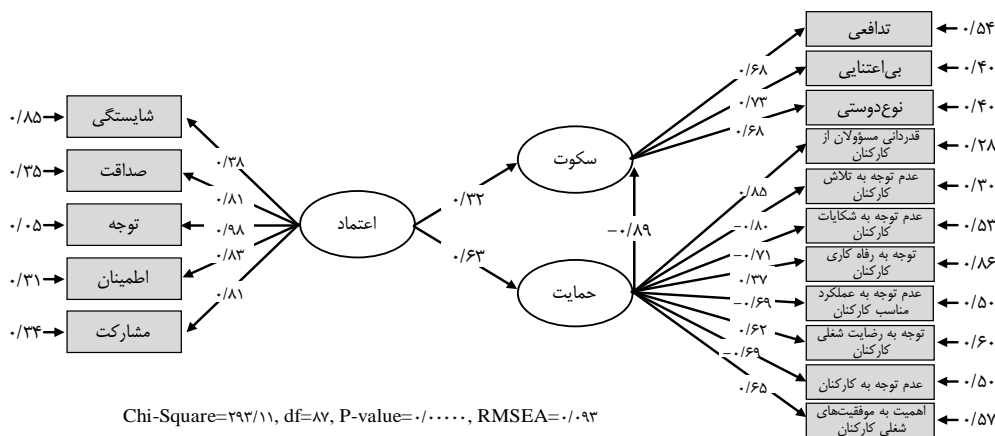 تدافعی
۰/۵۴
بی‌اعتنایی
۰/۴۰
نوع‌دوستی
۰/۴۰
قدردانی مسؤولان از
کارکنان
۰/۲۸
عدم توجه به تلاش
کارکنان
۰/۳۰
عدم توجه به شکایات
کارکنان
۰/۵۳
توجه به رفاه کاری
کارکنان
۰/۸۶
عدم توجه به عملکرد
مناسب کارکنان
۰/۵۰
توجه به رضایت شغلی
کارکنان
۰/۶۰
عدم توجه به کارکنان
۰/۵۰
اهمیت به موفقیت‌های
شغلی کارکنان
۰/۵۷
۰/۶۸
۰/۷۳
۰/۶۸
۰/۸۵
−۰/۸۰
−۰/۷۱
۰/۳۷
−۰/۶۹
۰/۶۲
−۰/۶۹
۰/۶۵
سکوت
−۰/۸۹
حمایت
۰/۳۲
۰/۶۳
اعتماد
۰/۳۸
۰/۸۱
۰/۹۸
۰/۸۳
۰/۸۱
شایستگی
۰/۸۵
صداقت
۰/۳۵
توجه
۰/۰۵
اطمینان
۰/۳۱
مشارکت
۰/۳۴
Chi-Square=۲۹۳/۱۱, df=۸۷, P-value=۰/۰۰۰۰۰, RMSEA=۰/۰۹۳